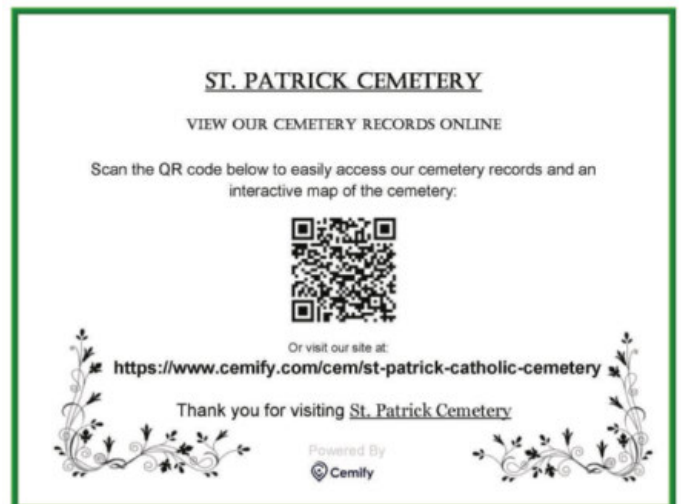 ST. PATRICK CEMETERY
VIEW OUR CEMETERY RECORDS ONLINE
Scan the QR code below to easily access our cemetery records and an
interactive map of the cemetery:
Or visit our site at:
https://www.cemify.com/cem/st-patrick-catholic-cemetery
Thank you for visiting St. Patrick Cemetery
Powered By
Cemify